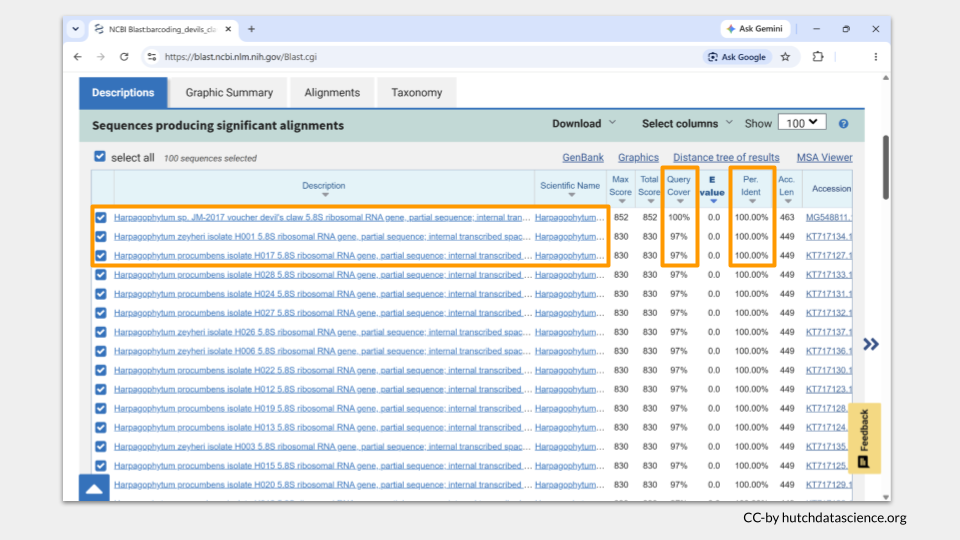 NCBI Blast:barcoding_devils_cla
Ask Gemini
https://blast.ncbi.nlm.nih.gov/Blast.cgi
Ask Google
Descriptions Graphic Summary Alignments Taxonomy
Sequences producing significant alignments Download Select columns Show 100 ?
select all 100 sequences selected GenBank Graphics Distance tree of results MSA Viewer
Description Scientific Name Max Score Total Score Query Cover E value Per. Ident Acc. Len Accession
Harpagophytum sp. JM-2017 voucher devil's claw 5.8S ribosomal RNA gene, partial sequence; internal tran... Harpagophytum... 852 852 100% 0.0 100.00% 463 MG548811.
Harpagophytum zeyheri isolate H001 5.8S ribosomal RNA gene, partial sequence; internal transcribed spac... Harpagophytum... 830 830 97% 0.0 100.00% 449 KT717134.1
Harpagophytum procumbens isolate H017 5.8S ribosomal RNA gene, partial sequence; internal transcribed ... Harpagophytum... 830 830 97% 0.0 100.00% 449 KT717127.1
Harpagophytum procumbens isolate H028 5.8S ribosomal RNA gene, partial sequence; internal transcribed ... Harpagophytum... 830 830 97% 0.0 100.00% 449 KT717133.1
Harpagophytum procumbens isolate H024 5.8S ribosomal RNA gene, partial sequence; internal transcribed ... Harpagophytum... 830 830 97% 0.0 100.00% 449 KT717131.1
Harpagophytum procumbens isolate H027 5.8S ribosomal RNA gene, partial sequence; internal transcribed ... Harpagophytum... 830 830 97% 0.0 100.00% 449 KT717132.1
Harpagophytum zeyheri isolate H026 5.8S ribosomal RNA gene, partial sequence; internal transcribed spac... Harpagophytum... 830 830 97% 0.0 100.00% 449 KT717137.1
Harpagophytum zeyheri isolate H006 5.8S ribosomal RNA gene, partial sequence; internal transcribed spac... Harpagophytum... 830 830 97% 0.0 100.00% 449 KT717136.1
Harpagophytum procumbens isolate H022 5.8S ribosomal RNA gene, partial sequence; internal transcribed ... Harpagophytum... 830 830 97% 0.0 100.00% 449 KT717130.1
Harpagophytum procumbens isolate H012 5.8S ribosomal RNA gene, partial sequence; internal transcribed ... Harpagophytum... 830 830 97% 0.0 100.00% 449 KT717123.1
Harpagophytum procumbens isolate H019 5.8S ribosomal RNA gene, partial sequence; internal transcribed ... Harpagophytum... 830 830 97% 0.0 100.00% 449 KT717128.
Harpagophytum procumbens isolate H013 5.8S ribosomal RNA gene, partial sequence; internal transcribed ... Harpagophytum... 830 830 97% 0.0 100.00% 449 KT717124.
Harpagophytum zeyheri isolate H003 5.8S ribosomal RNA gene, partial sequence; internal transcribed spac... Harpagophytum... 830 830 97% 0.0 100.00% 449 KT717135.
Harpagophytum procumbens isolate H015 5.8S ribosomal RNA gene, partial sequence; internal transcribed ... Harpagophytum... 830 830 97% 0.0 100.00% 449 KT717125.
Harpagophytum procumbens isolate H020 5.8S ribosomal RNA gene, partial sequence; internal transcribed ... Harpagophytum... 830 830 97% 0.0 100.00% 449 KT717129.1
Feedback
CC-by hutchdatascience.org